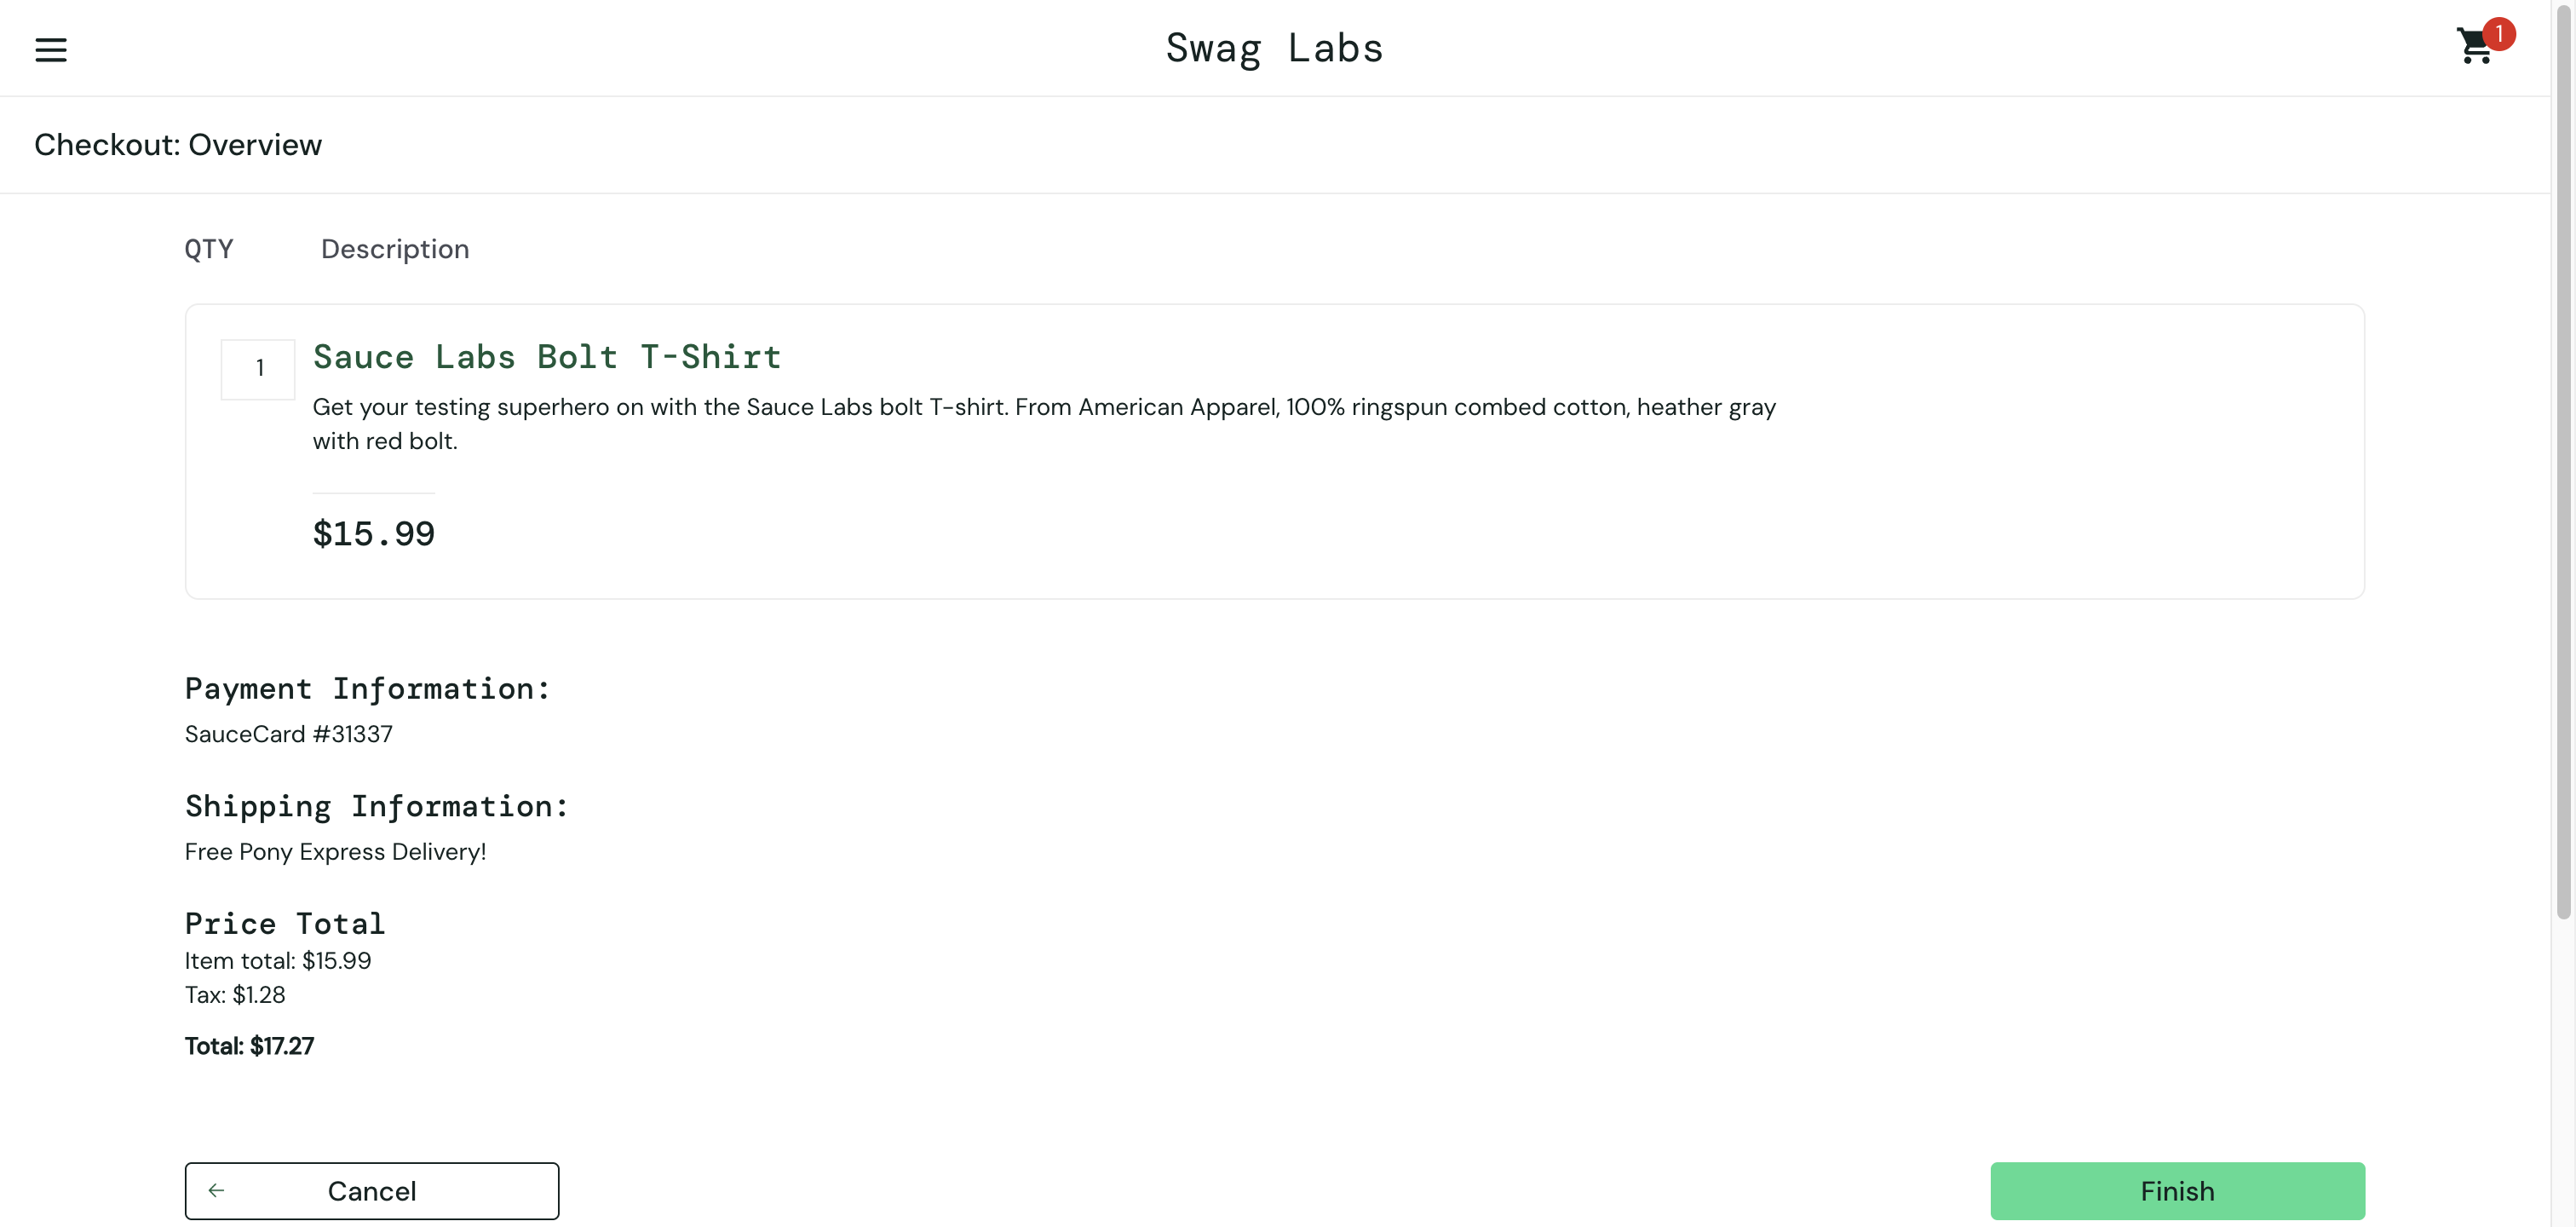 Swag Labs
1
Checkout: Overview
QTY Description
1
Sauce Labs Bolt T-Shirt
Get your testing superhero on with the Sauce Labs bolt T-shirt. From American Apparel, 100% ringspun combed cotton, heather gray
with red bolt.
$15.99
Payment Information:
SauceCard #31337
Shipping Information:
Free Pony Express Delivery!
Price Total
Item total: $15.99
Tax: $1.28
Total: $17.27
Cancel
Finish